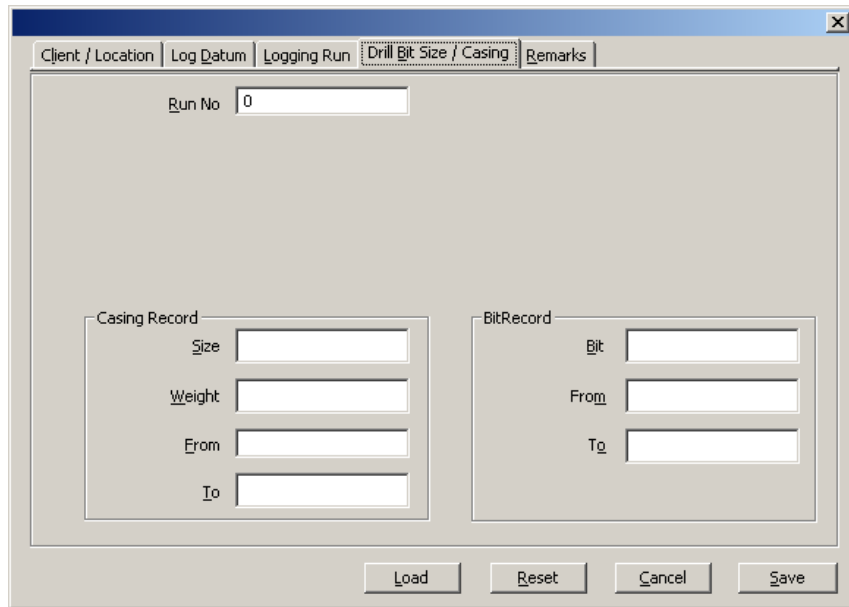 Client / Location Log Datum Logging Run Drill Bit Size / Casing Remarks
Run No 0
Casing Record
Size
Weight
From
To
BitRecord
Bit
From
To
Load Reset Cancel Save